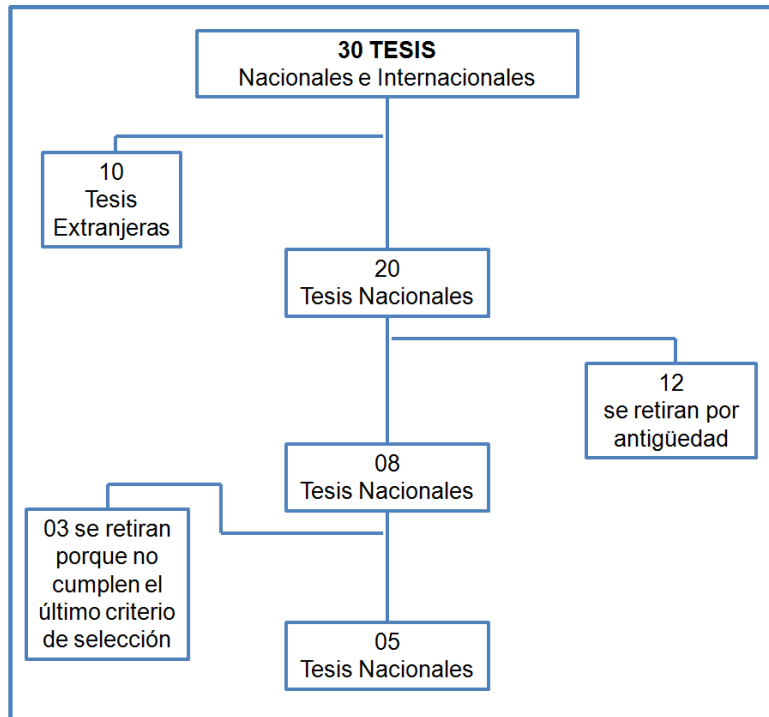 30 TESIS
Nacionales e Internacionales
10
Tesis
Extranjeras
20
Tesis Nacionales
12
se retiran por
antigüedad
08
Tesis Nacionales
03 se retiran
porque no
cumplen el
último criterio
de selección
05
Tesis Nacionales